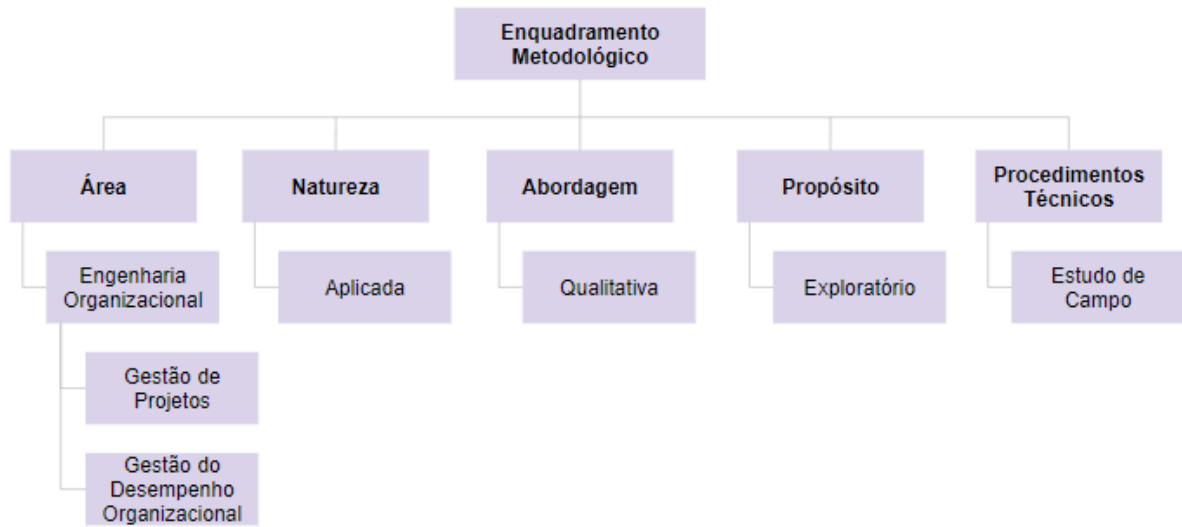 Enquadramento
Metodológico
Área
Natureza
Abordagem
Propósito
Procedimentos
Técnicos
Engenharia
Organizacional
Aplicada
Qualitativa
Exploratório
Estudo de
Campo
Gestão de
Projetos
Gestão do
Desempenho
Organizacional